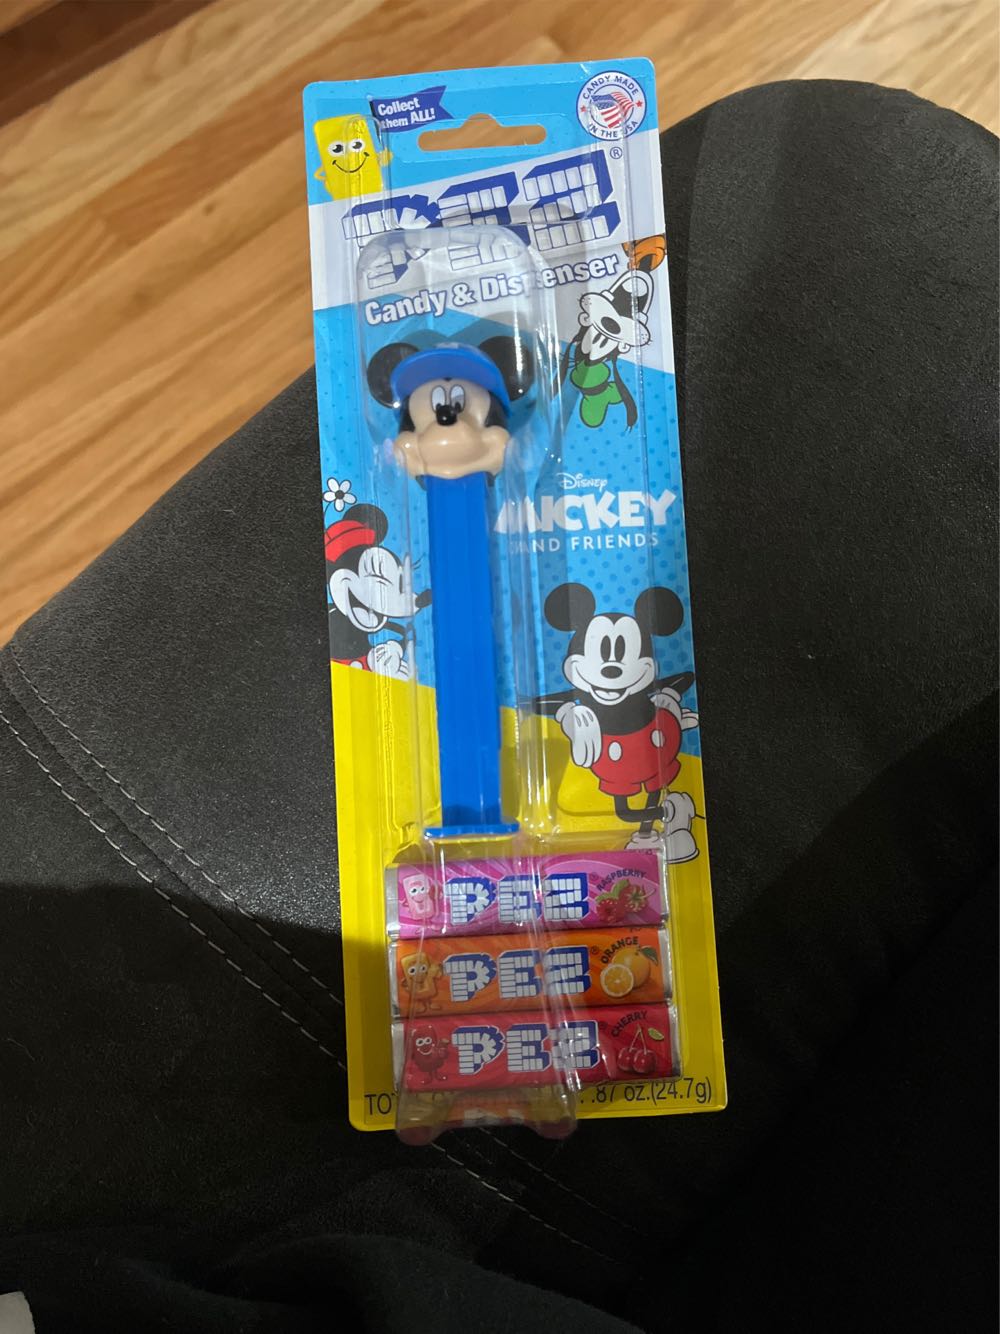 Collect
them ALL!
CANDY MADE
IN THE USA
PEZ®
Candy & Dispenser
Disney
MICKEY
AND FRIENDS
PEZ® RASPBERRY
PEZ® ORANGE
PEZ® CHERRY
.87 oz.(24.7g)